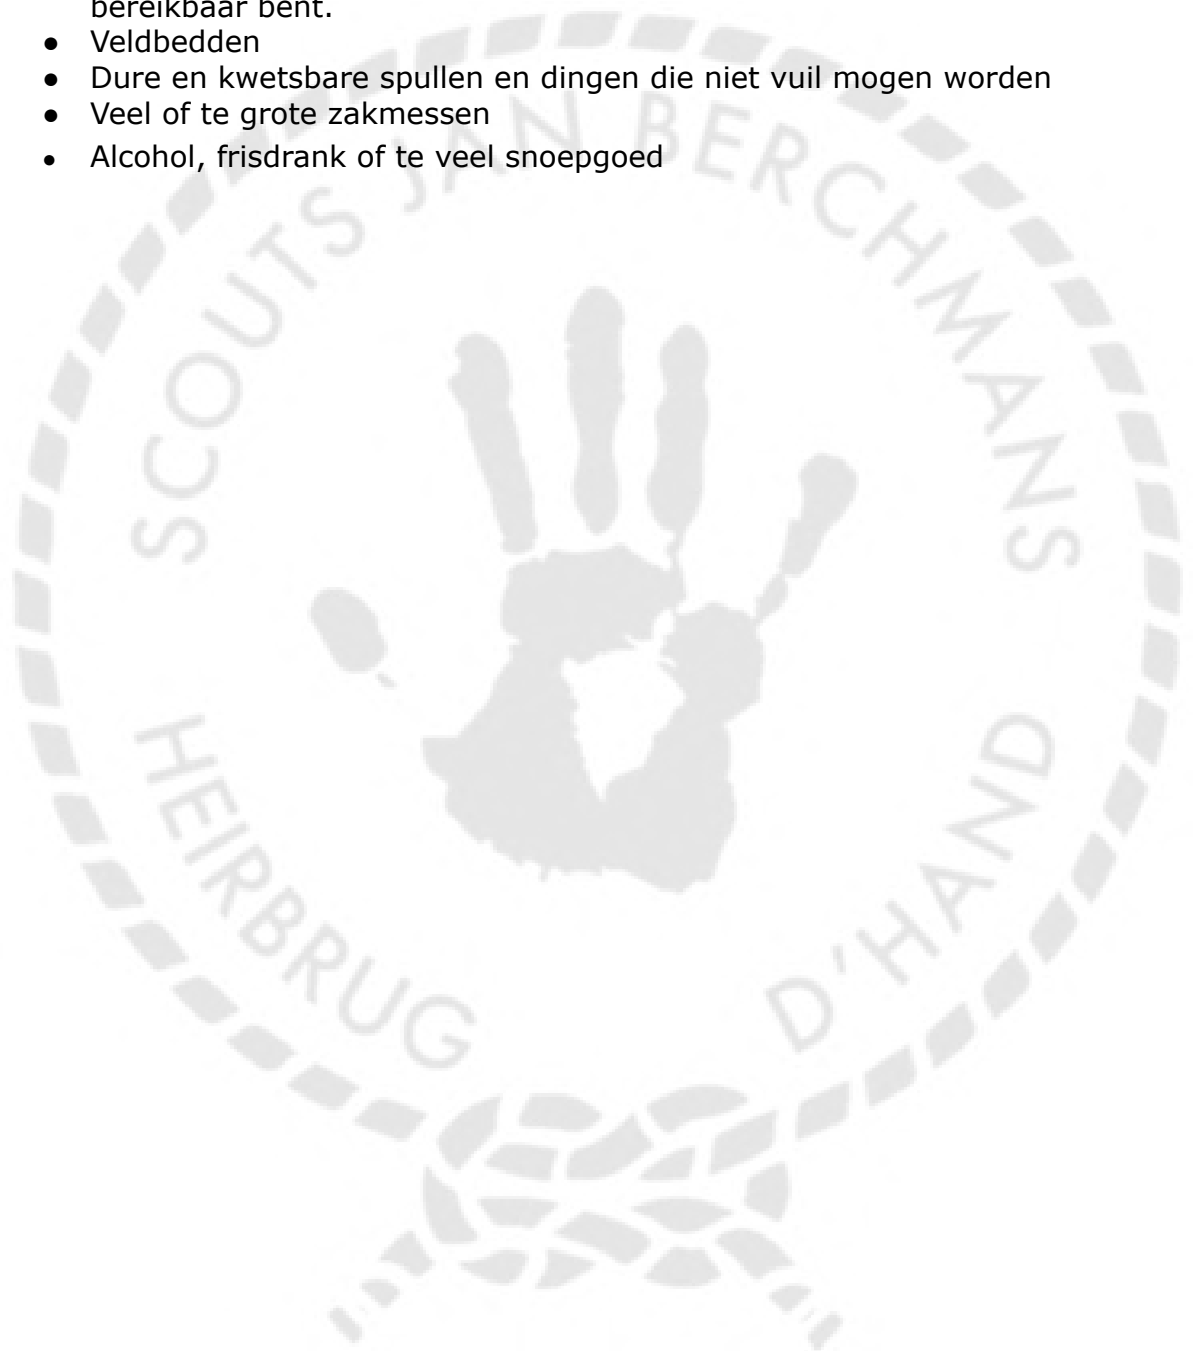 bereikbaar bent.
● Veldbedden
● Dure en kwetsbare spullen en dingen die niet vuil mogen worden
● Veel of te grote zakmessen
● Alcohol, frisdrank of te veel snoepgoed
SCOUTS JAN BERCHMANS
HEIRBRUG
D'HAND